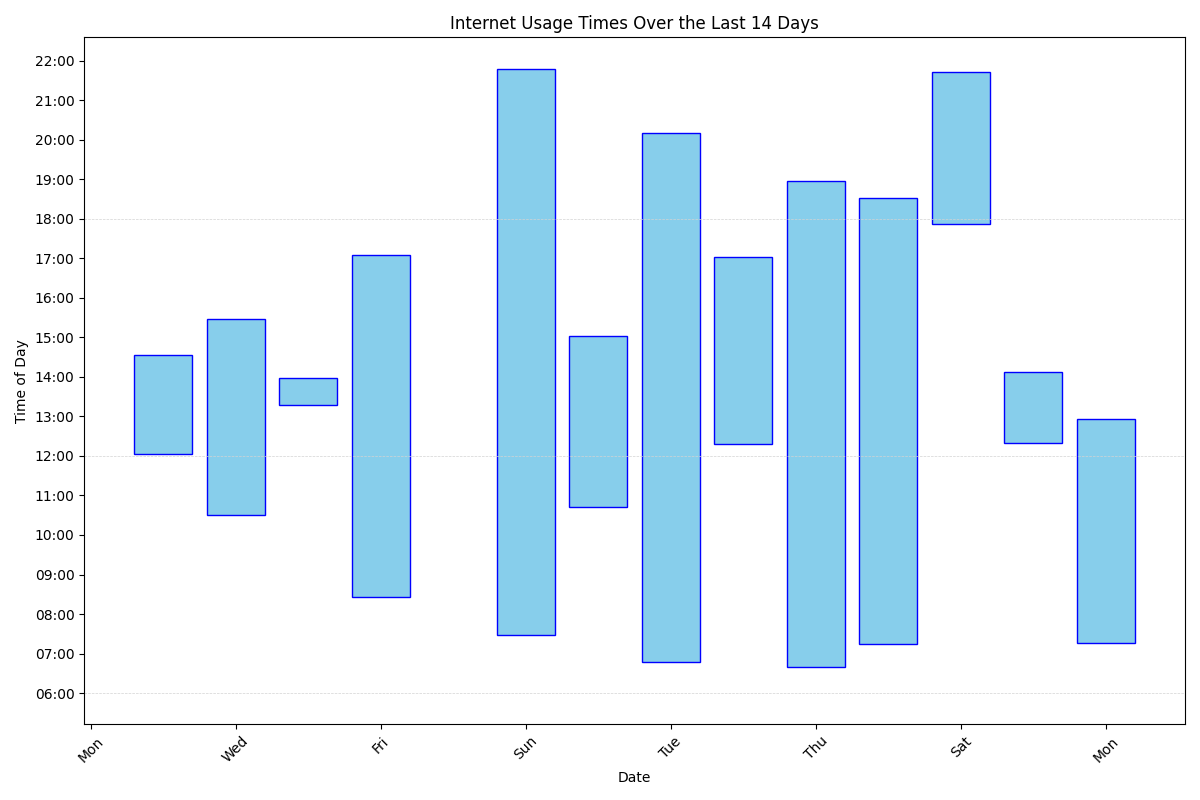 Internet Usage Times Over the Last 14 Days
22:00
21:00
20:00
19:00
18:00
17:00
16:00
15:00
14:00
13:00
12:00
11:00
10:00
09:00
08:00
07:00
06:00
Time of Day
Mon
Wed
Fri
Sun
Tue
Thu
Sat
Mon
Date